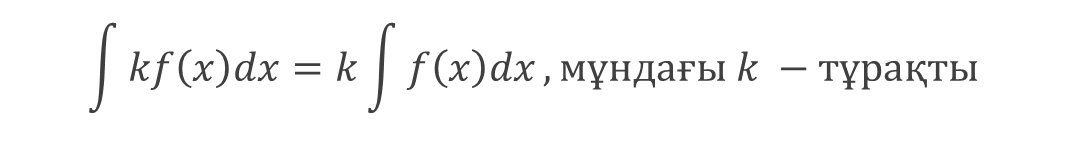 ∫ kf(x)dx = k ∫ f(x)dx , мұндағы k − тұрақты